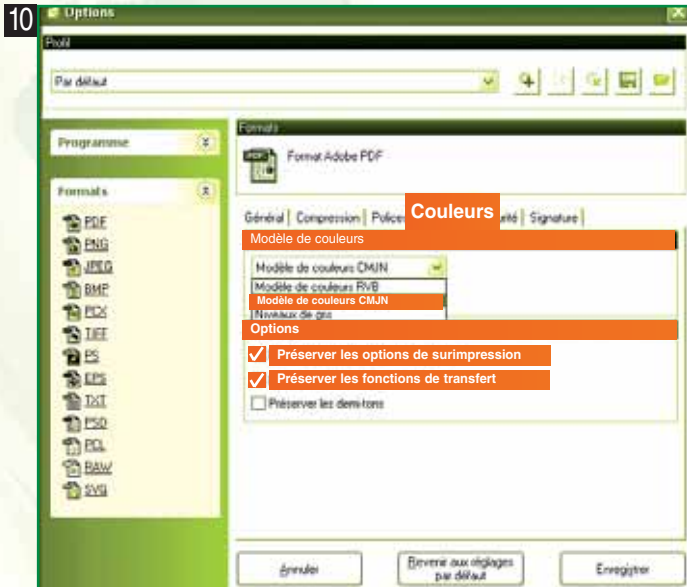 10
Options
Profil
Par défaut
Programme
Formats
PDF
PNG
JPEG
BMP
PCX
TIFF
PS
EPS
TXT
PSD
PCL
RAW
SVG
Formats
Format Adobe PDF
Général Compression Polices Couleurs Signature
Modèle de couleurs
Modèle de couleurs CMJN
Modèle de couleurs RVB
Modèle de couleurs CMJN
Niveaux de gris
Options
Préserver les options de surimpression
Préserver les fonctions de transfert
Préserver les demi-tons
Annuler
Revenir aux réglages
par défaut
Enregistrer